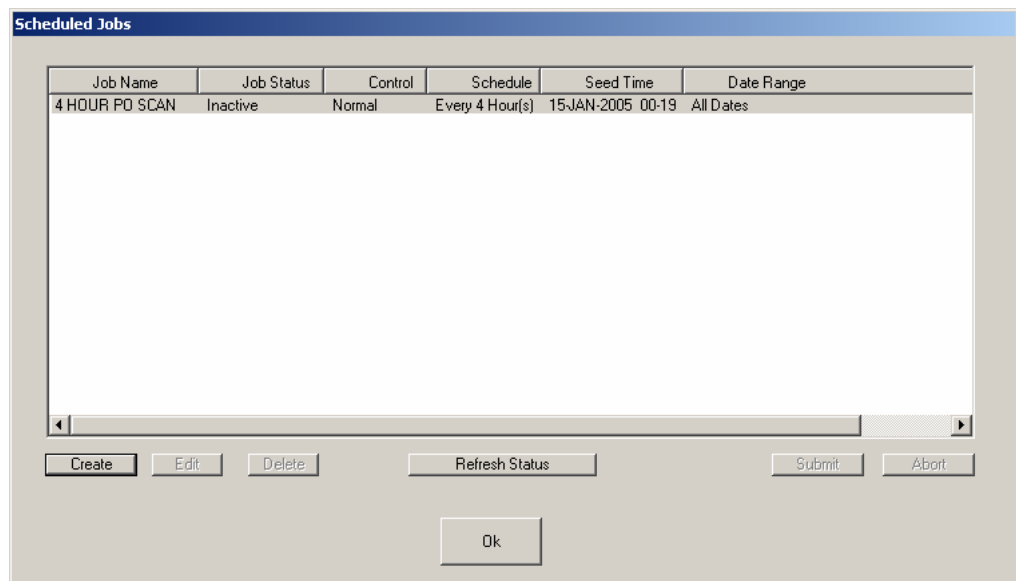 Scheduled Jobs
Job Name Job Status Control Schedule Seed Time Date Range
4 HOUR PO SCAN Inactive Normal Every 4 Hour(s) 15-JAN-2005 00-19 All Dates
Create Edit Delete Refresh Status Submit Abort
Ok